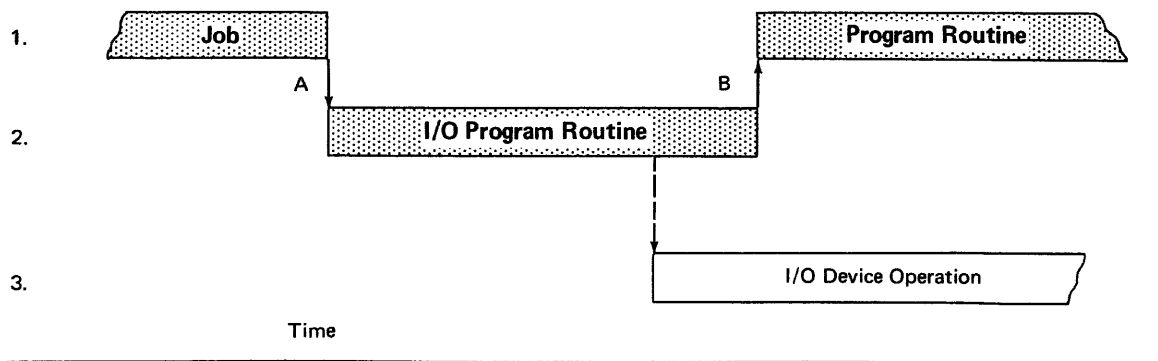 1. Job Program Routine
A B
2. I/O Program Routine
3. I/O Device Operation
Time